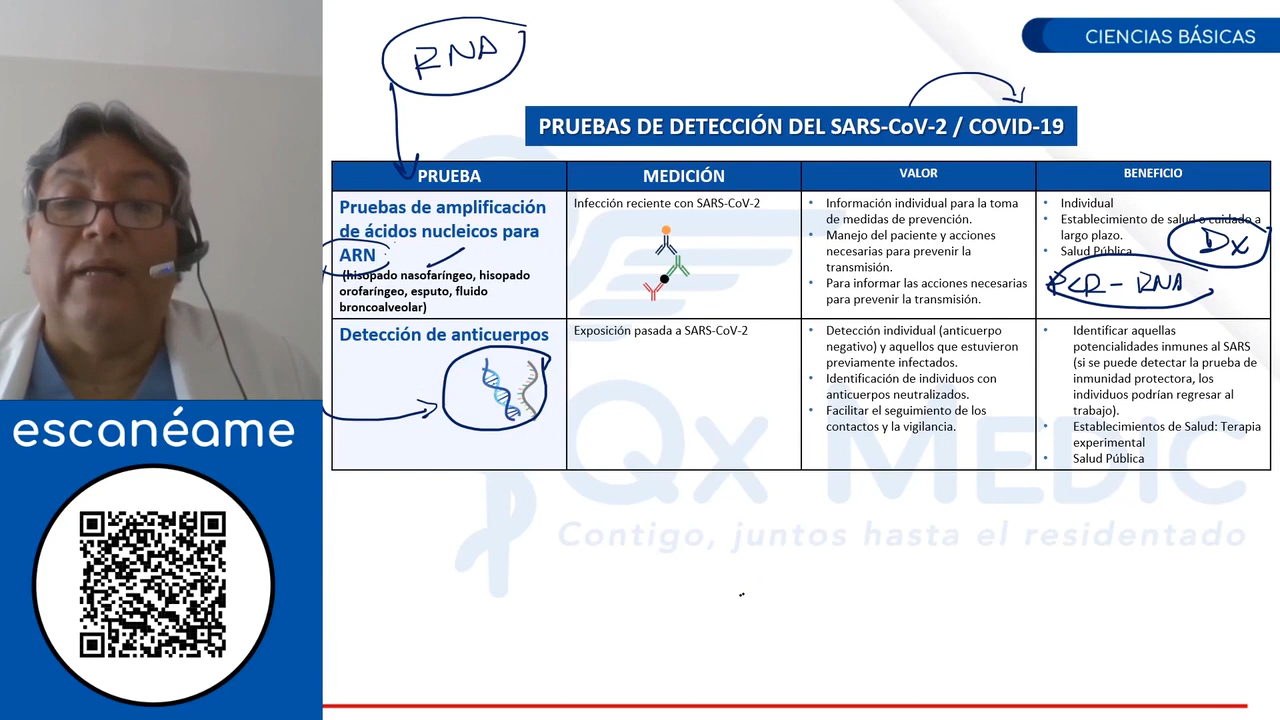 CIENCIAS BÁSICAS
RNA
PRUEBAS DE DETECCIÓN DEL SARS-CoV-2 / COVID-19
PRUEBA
MEDICIÓN
VALOR
BENEFICIO
Pruebas de amplificación
de ácidos nucleicos para
ARN
(hisopado nasofaríngeo, hisopado
orofaríngeo, esputo, fluido
broncoalveolar)
Infección reciente con SARS-CoV-2
• Información individual para la toma
de medidas de prevención.
• Manejo del paciente y acciones
necesarias para prevenir la
transmisión.
• Para informar las acciones necesarias
para prevenir la transmisión.
• Individual
• Establecimiento de salud o cuidado a
largo plazo.
• Salud Pública
Dx
PCR - RNA
Detección de anticuerpos
Exposición pasada a SARS-CoV-2
• Detección individual (anticuerpo
negativo) y aquellos que estuvieron
previamente infectados.
• Identificación de individuos con
anticuerpos neutralizados.
• Facilitar el seguimiento de los
contactos y la vigilancia.
• Identificar aquellas
potencialidades inmunes al SARS
(si se puede detectar la prueba de
inmunidad protectora, los
individuos podrían regresar al
trabajo).
• Establecimientos de Salud: Terapia
experimental
• Salud Pública
escanéame
Qx MEDIC
Contigo, juntos hasta el residentado